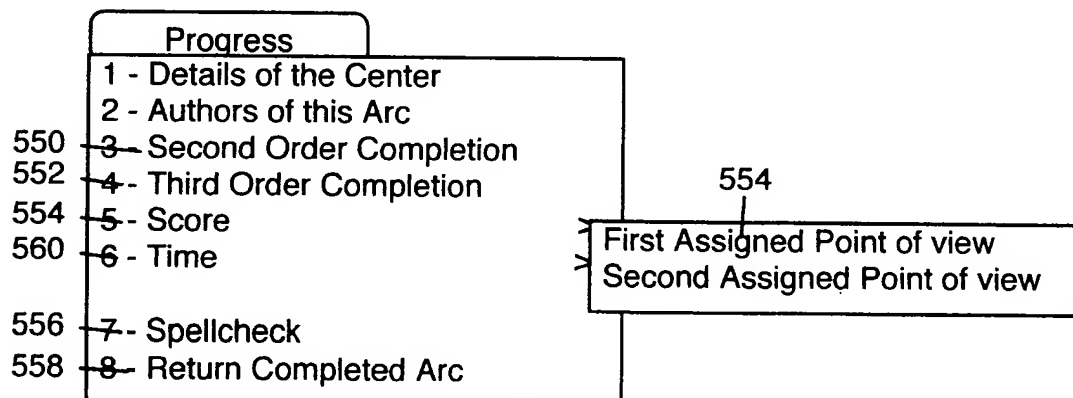 Progress
1 - Details of the Center
2 - Authors of this Arc
550 3 - Second Order Completion
552 4 - Third Order Completion
554
554 5 - Score >
First Assigned Point of view
560 6 - Time >
Second Assigned Point of view
556 7 - Spellcheck
558 8 - Return Completed Arc